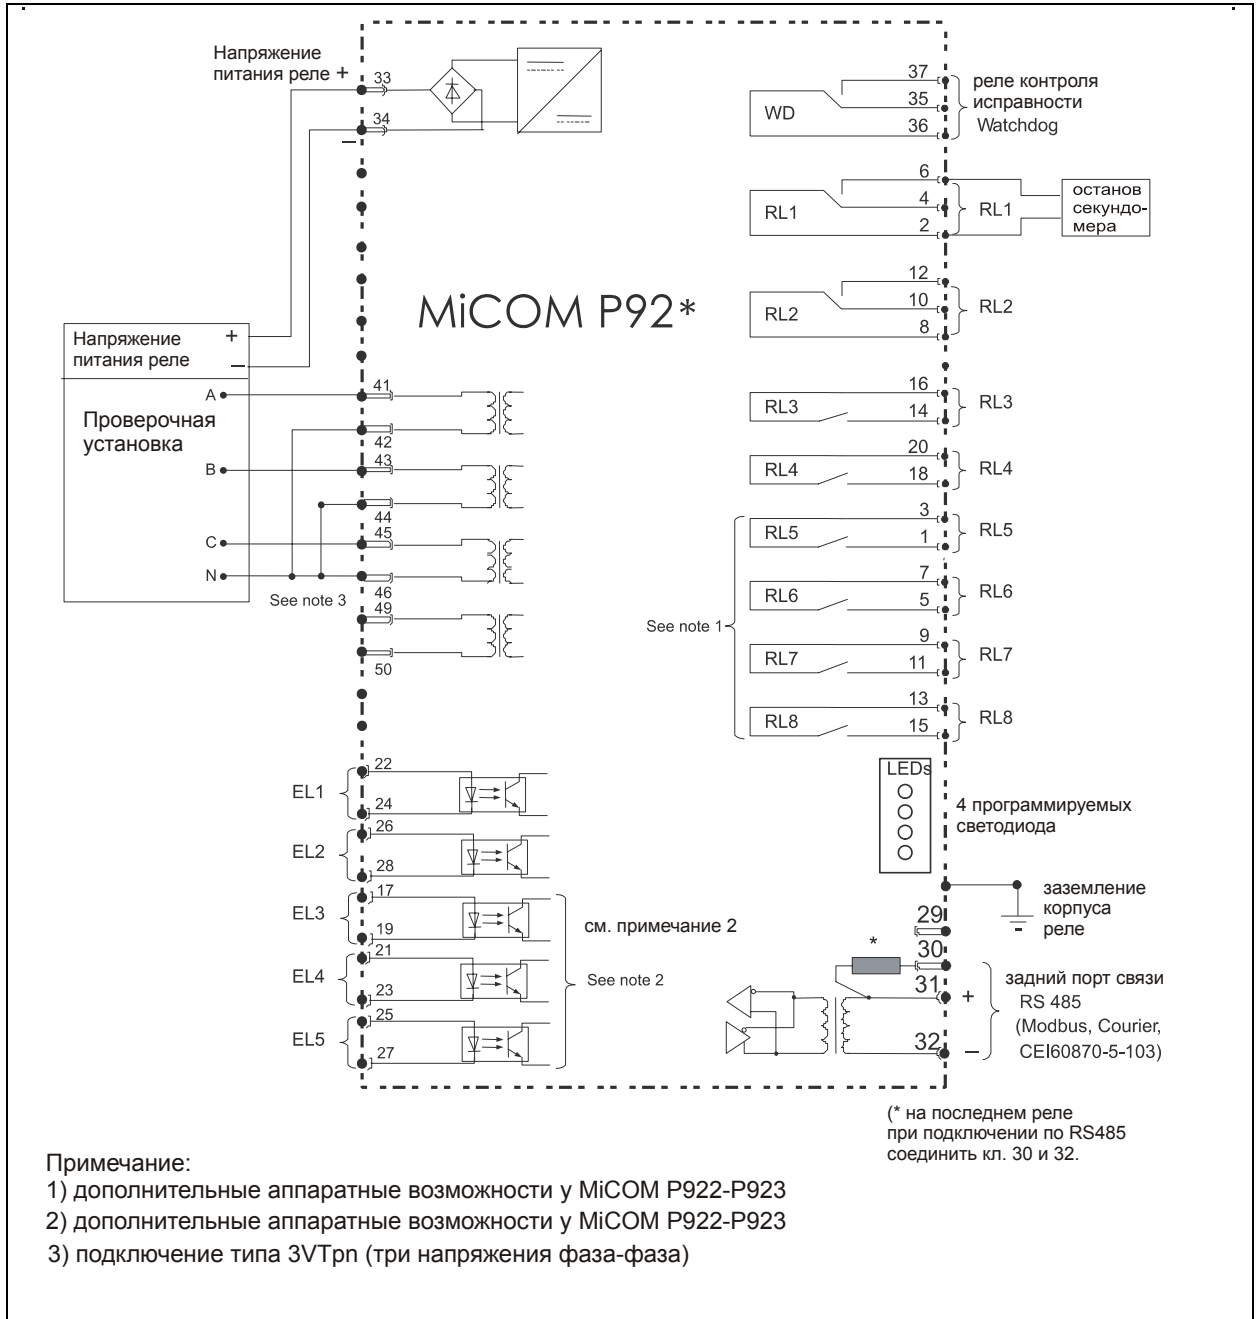 Напряжение
питания реле +
33
34
−
37
WD
35
36
реле контроля
исправности
Watchdog
6
RL1
4
2
RL1
останов
секундо-
мера
12
RL2
10
8
RL2
MiCOM P92*
Напряжение
питания реле
+
−
Проверочная
установка
A
B
C
N
See note 3
41
42
43
44
45
46
49
50
16
RL3
14
RL3
20
RL4
18
RL4
See note 1
3
RL5
1
RL5
7
RL6
5
RL6
9
RL7
11
RL7
13
RL8
15
RL8
EL1
22
24
EL2
26
28
EL3
17
19
EL4
21
23
EL5
25
27
см. примечание 2
See note 2
LEDs
4 программируемых
светодиода
заземление
корпуса
реле
29
*
30
31
+
32
−
задний порт связи
RS 485
(Modbus, Courier,
CEI60870-5-103)
(* на последнем реле
при подключении по RS485
соединить кл. 30 и 32.
Примечание:
1) дополнительные аппаратные возможности у MiCOM P922-P923
2) дополнительные аппаратные возможности у MiCOM P922-P923
3) подключение типа 3VTpn (три напряжения фаза-фаза)